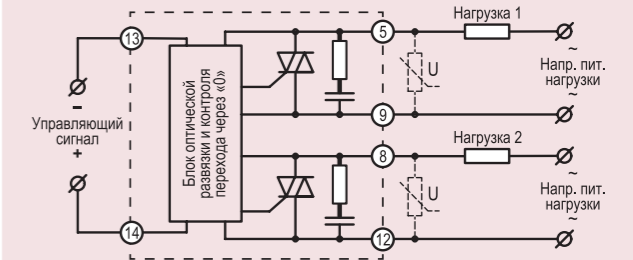 13
5
Нагрузка 1
~
Напр. пит.
нагрузки
~
U
9
–
Управляющий
сигнал
+
Блок оптической
развязки и контроля
перехода через «0»
8
Нагрузка 2
~
Напр. пит.
нагрузки
~
U
14
12